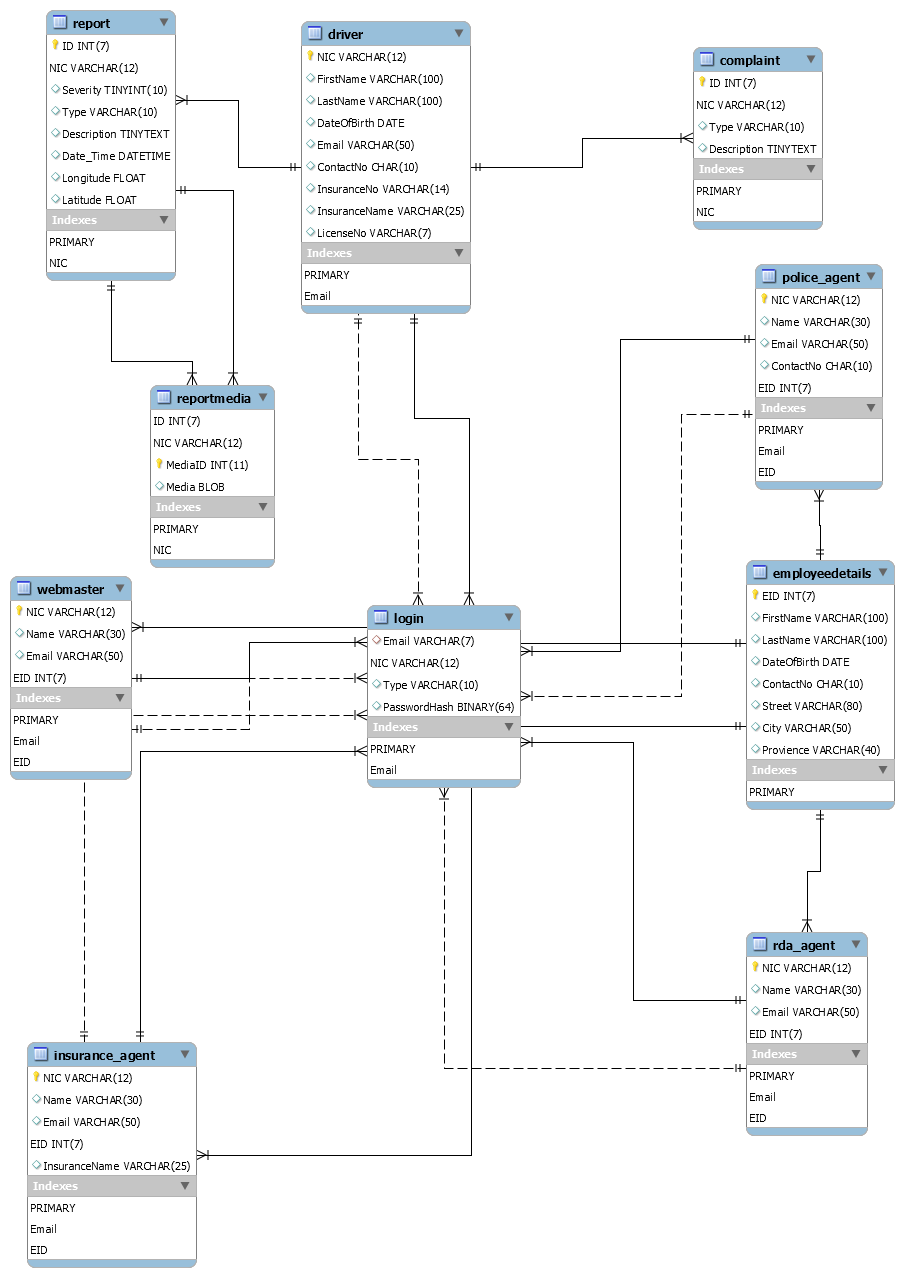 report
ID INT(7)
NIC VARCHAR(12)
Severity TINYINT(10)
Type VARCHAR(10)
Description TINYTEXT
Date_Time DATETIME
Longitude FLOAT
Latitude FLOAT
Indexes
PRIMARY
NIC
driver
NIC VARCHAR(12)
FirstName VARCHAR(100)
LastName VARCHAR(100)
DateOfBirth DATE
Email VARCHAR(50)
ContactNo CHAR(10)
InsuranceNo VARCHAR(14)
InsuranceName VARCHAR(25)
LicenseNo VARCHAR(7)
Indexes
PRIMARY
Email
complaint
ID INT(7)
NIC VARCHAR(12)
Type VARCHAR(10)
Description TINYTEXT
Indexes
PRIMARY
NIC
police_agent
NIC VARCHAR(12)
Name VARCHAR(30)
Email VARCHAR(50)
ContactNo CHAR(10)
EID INT(7)
Indexes
PRIMARY
Email
EID
reportmedia
ID INT(7)
NIC VARCHAR(12)
MediaID INT(11)
Media BLOB
Indexes
PRIMARY
NIC
webmaster
NIC VARCHAR(12)
Name VARCHAR(30)
Email VARCHAR(50)
EID INT(7)
Indexes
PRIMARY
Email
EID
login
Email VARCHAR(7)
NIC VARCHAR(12)
Type VARCHAR(10)
PasswordHash BINARY(64)
Indexes
PRIMARY
Email
employeedetails
EID INT(7)
FirstName VARCHAR(100)
LastName VARCHAR(100)
DateOfBirth DATE
ContactNo CHAR(10)
Street VARCHAR(80)
City VARCHAR(50)
Provience VARCHAR(40)
Indexes
PRIMARY
rda_agent
NIC VARCHAR(12)
Name VARCHAR(30)
Email VARCHAR(50)
EID INT(7)
Indexes
PRIMARY
Email
EID
insurance_agent
NIC VARCHAR(12)
Name VARCHAR(30)
Email VARCHAR(50)
EID INT(7)
InsuranceName VARCHAR(25)
Indexes
PRIMARY
Email
EID